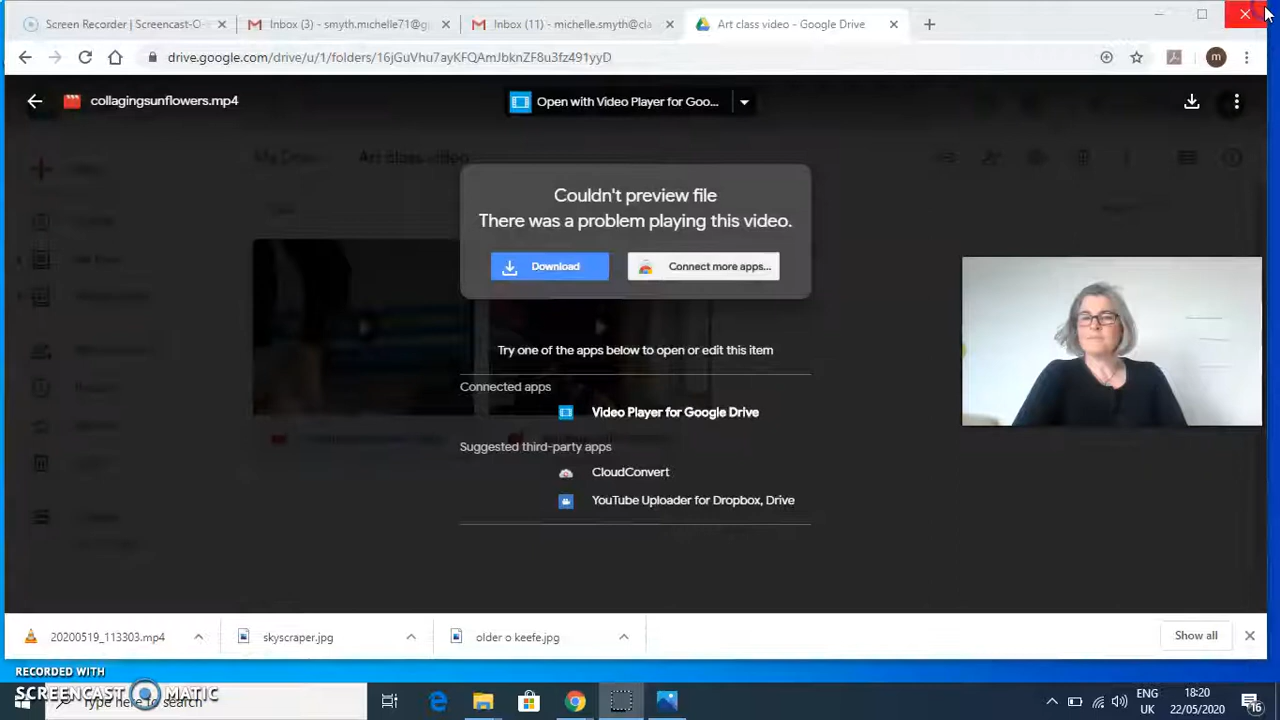 Screen Recorder | Screencast-O-
Inbox (3) - smyth.michelle71@g
Inbox (11) - michelle.smyth@cla
Art class video - Google Drive
drive.google.com/drive/u/1/folders/16jGuVhu7ayKFQAmJbknZF8u3fz491yyD
m
collagingsunflowers.mp4
Open with Video Player for Goo...
Art class video
Couldn't preview file
There was a problem playing this video.
Download
Connect more apps...
Try one of the apps below to open or edit this item
Connected apps
Video Player for Google Drive
Suggested third-party apps
CloudConvert
YouTube Uploader for Dropbox, Drive
20200519_113303.mp4
skyscraper.jpg
older o keefe.jpg
Show all
RECORDED WITH
SCREENCAST MATIC
Type here to search
ENG
UK
18:20
22/05/2020
16